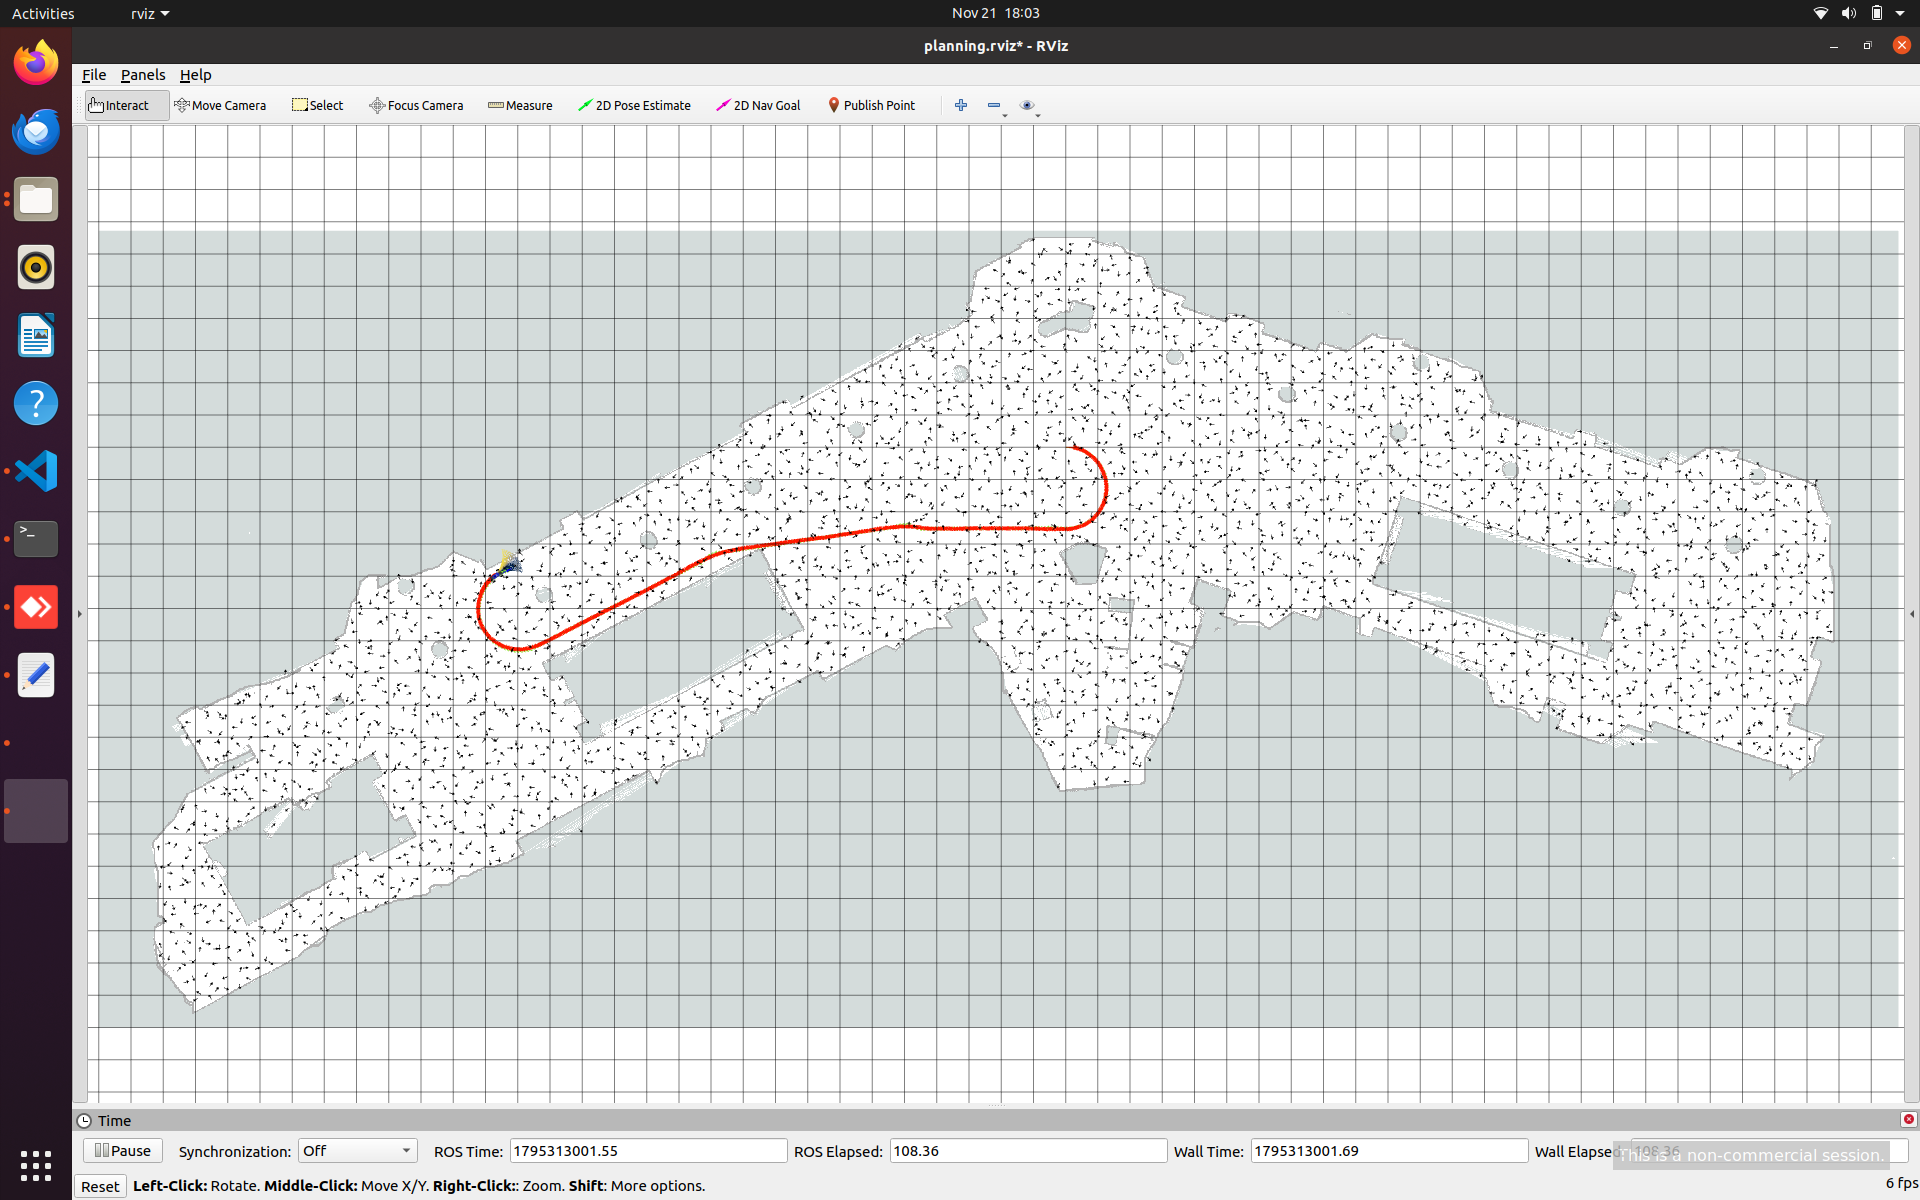 Activities rviz Nov 21 18:03
planning.rviz* - RViz
File Panels Help
Interact Move Camera Select Focus Camera Measure 2D Pose Estimate 2D Nav Goal Publish Point
Time
Pause Synchronization: Off ROS Time: 1795313001.55 ROS Elapsed: 108.36 Wall Time: 1795313001.69 Wall Elapsed 108.36
This is a non-commercial session.
Reset Left-Click: Rotate. Middle-Click: Move X/Y. Right-Click:: Zoom. Shift: More options. 6 fps